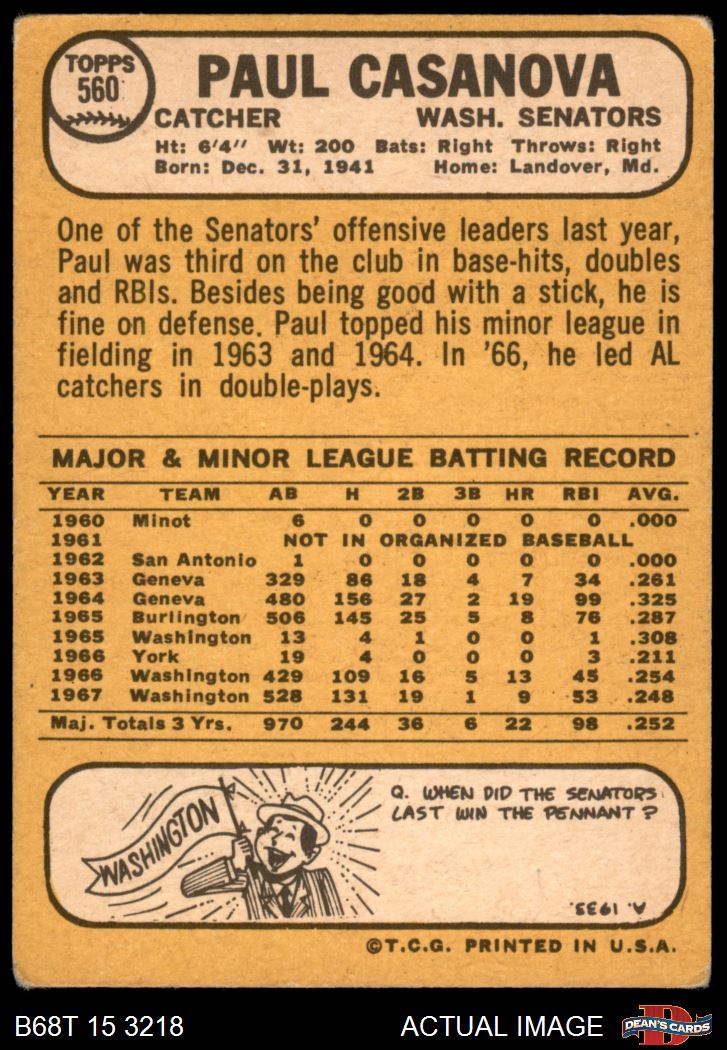 TOPPS
560
PAUL CASANOVA
CATCHER WASH. SENATORS
Ht: 6'4" Wt: 200 Bats: Right Throws: Right
Born: Dec. 31, 1941 Home: Landover, Md.
One of the Senators' offensive leaders last year,
Paul was third on the club in base-hits, doubles
and RBIs. Besides being good with a stick, he is
fine on defense. Paul topped his minor league in
fielding in 1963 and 1964. In '66, he led AL
catchers in double-plays.
MAJOR & MINOR LEAGUE BATTING RECORD
YEAR TEAM AB H 2B 3B HR RBI AVG.
1960 Minot 6 0 0 0 0 0 .000
1961 NOT IN ORGANIZED BASEBALL
1962 San Antonio 1 0 0 0 0 0 .000
1963 Geneva 329 86 18 4 7 34 .261
1964 Geneva 480 156 27 2 19 99 .325
1965 Burlington 506 145 25 5 8 76 .287
1965 Washington 13 4 1 0 0 1 .308
1966 York 19 4 0 0 0 3 .211
1966 Washington 429 109 16 5 13 45 .254
1967 Washington 528 131 19 1 9 53 .248
Maj. Totals 3 Yrs. 970 244 36 6 22 98 .252
WASHINGTON
Q. WHEN DID THE SENATORS
LAST WIN THE PENNANT?
A. 1933.
©T.C.G. PRINTED IN U.S.A.
B68T 15 3218 ACTUAL IMAGE
D
DEAN'S CARDS